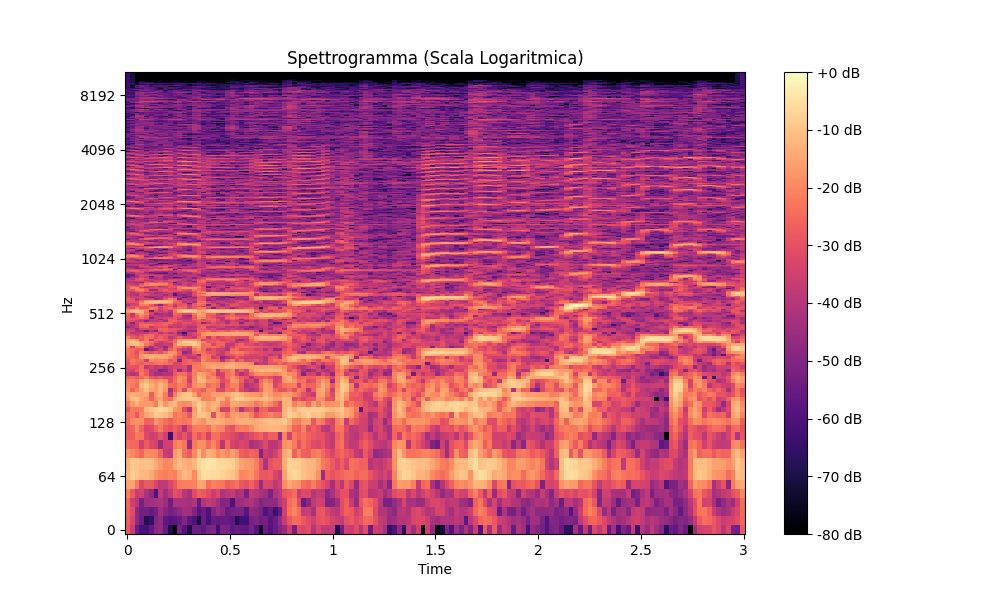 Spettrogramma (Scala Logaritmica)
Hz
8192
4096
2048
1024
512
256
128
64
0
0
0.5
1
1.5
2
2.5
3
Time
+0 dB
-10 dB
-20 dB
-30 dB
-40 dB
-50 dB
-60 dB
-70 dB
-80 dB